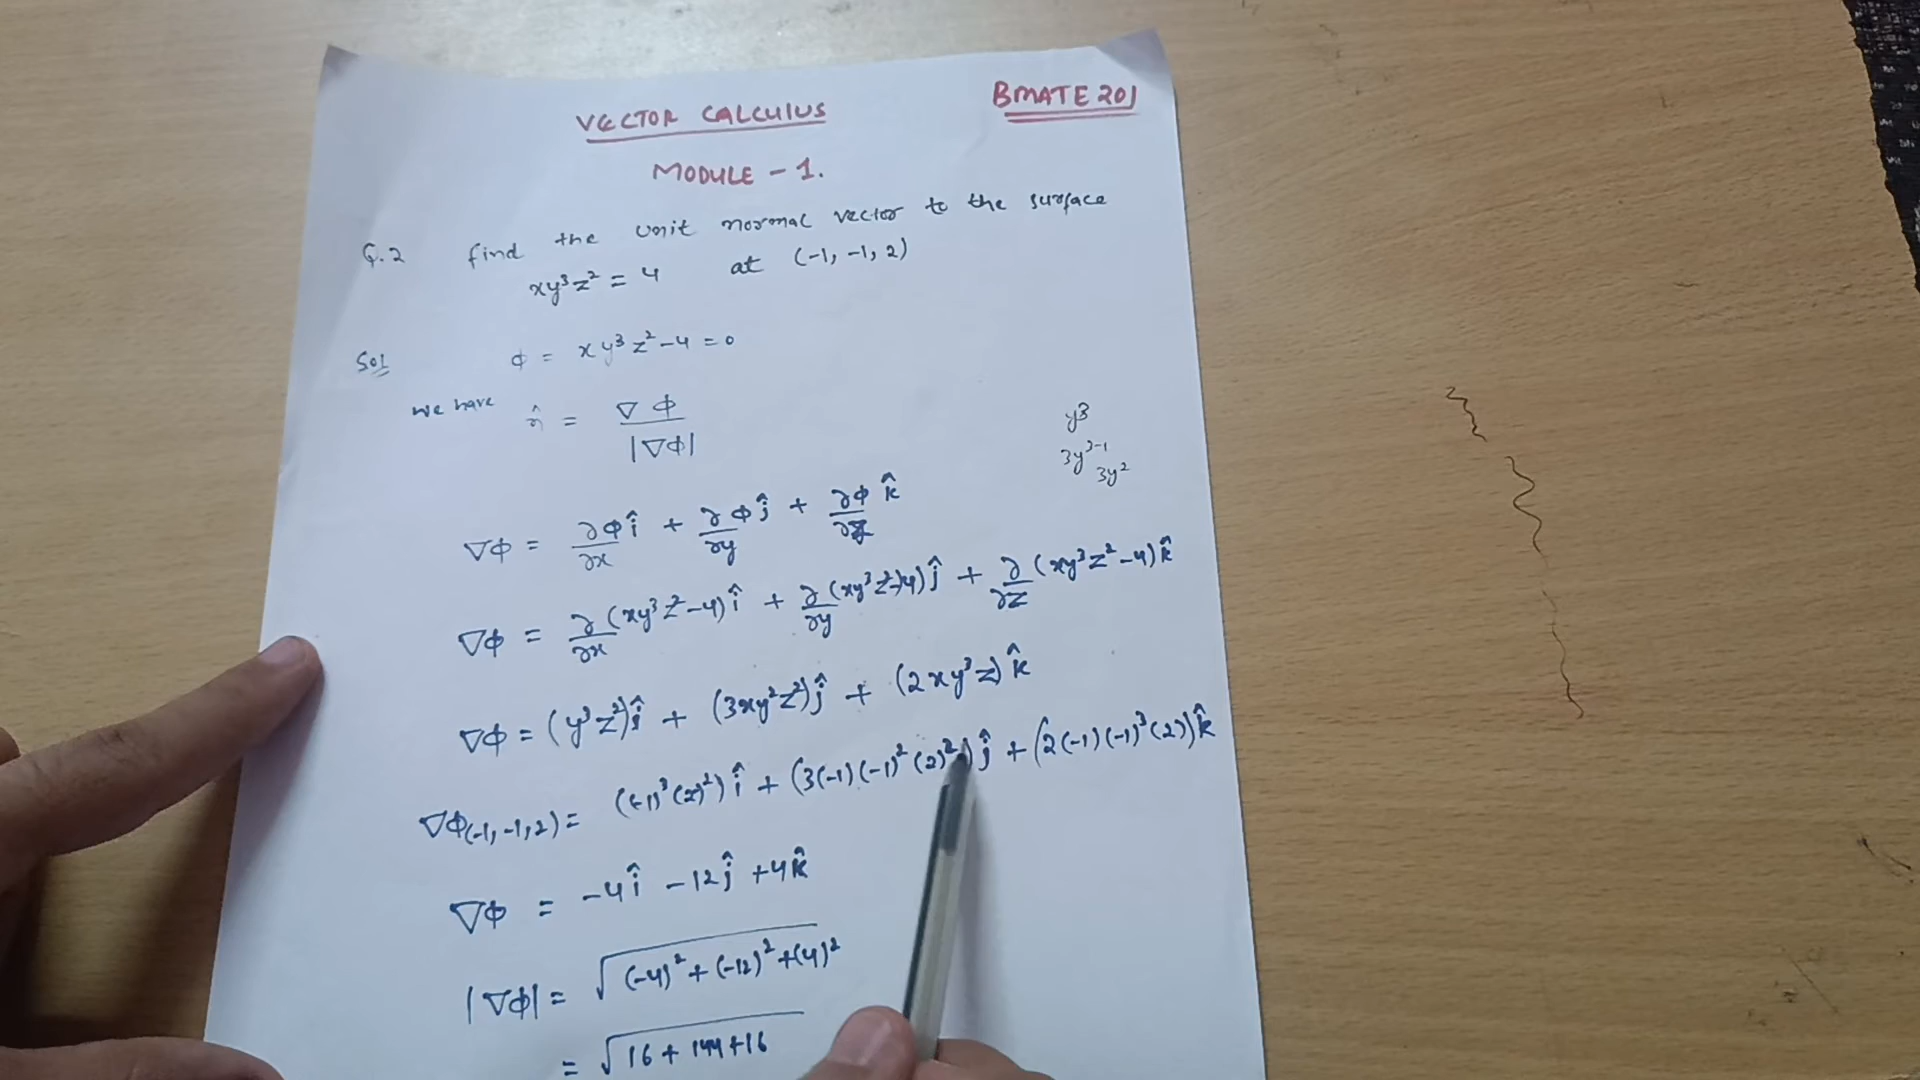 VECTOR CALCULUS
BMATE201
MODULE - 1.
Q.2 find the unit normal vector to the surface
xy³z² = 4 at (-1, -1, 2)
Sol φ = xy³z² - 4 = 0
we have n̂ = ∇φ / |∇φ|
y3
3y³⁻¹
3y²
∇φ = ∂φ/∂x î + ∂φ/∂y ĵ + ∂φ/∂z k̂
∇φ = ∂/∂x (xy³z² - 4) î + ∂/∂y (xy³z² - 4) ĵ + ∂/∂z (xy³z² - 4) k̂
∇φ = (y³z²) î + (3xy²z²) ĵ + (2xy³z) k̂
∇φ(-1, -1, 2) = ((-1)³(2)²) î + (3(-1)(-1)²(2)²) ĵ + (2(-1)(-1)³(2)) k̂
∇φ = -4î - 12ĵ + 4k̂
|∇φ| = √(-4)² + (-12)² + (4)²
= √16 + 144 + 16